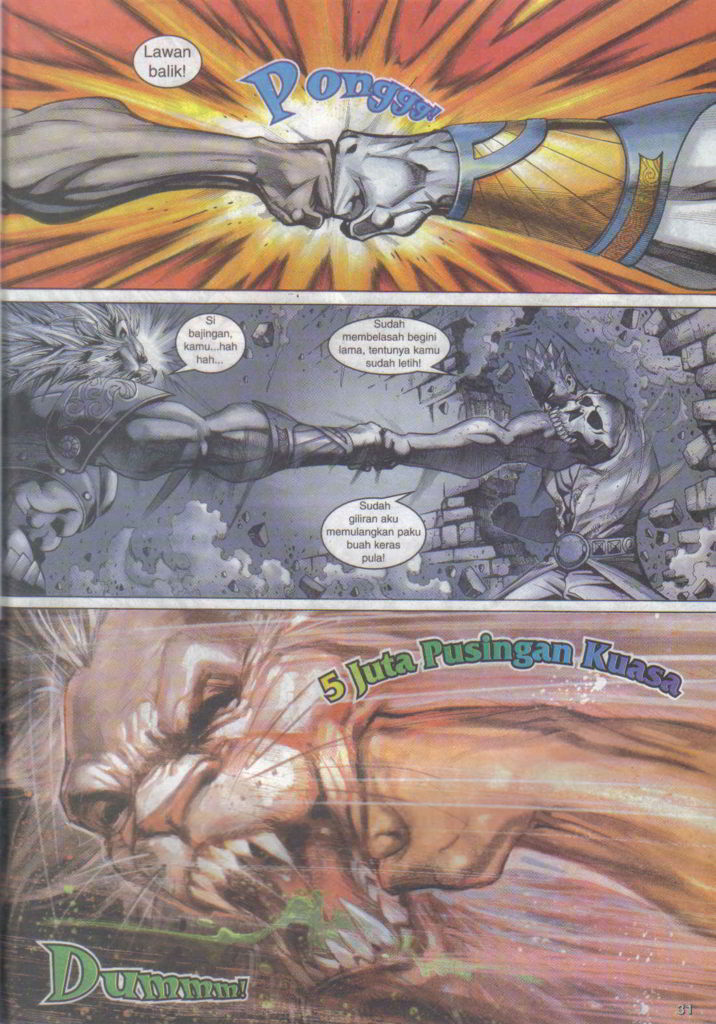 Lawan
balik!
Ponggg!
Si
bajingan,
kamu...hah
hah...
Sudah
membelasah begini
lama, tentunya kamu
sudah letih!
Sudah
giliran aku
memulangkan paku
buah keras
pula!
5 Juta Pusingan Kuasa
Dummm!
31